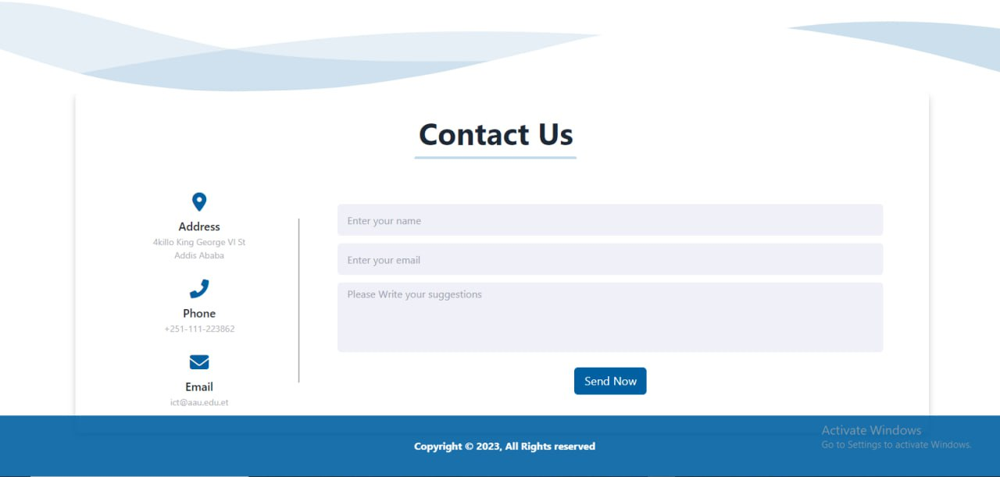 Contact Us
Address
4killo King George VI St
Addis Ababa
Phone
+251-111-223862
Email
ict@aau.edu.et
Enter your name
Enter your email
Please Write your suggestions
Send Now
Copyright © 2023, All Rights reserved
Activate Windows
Go to Settings to activate Windows.